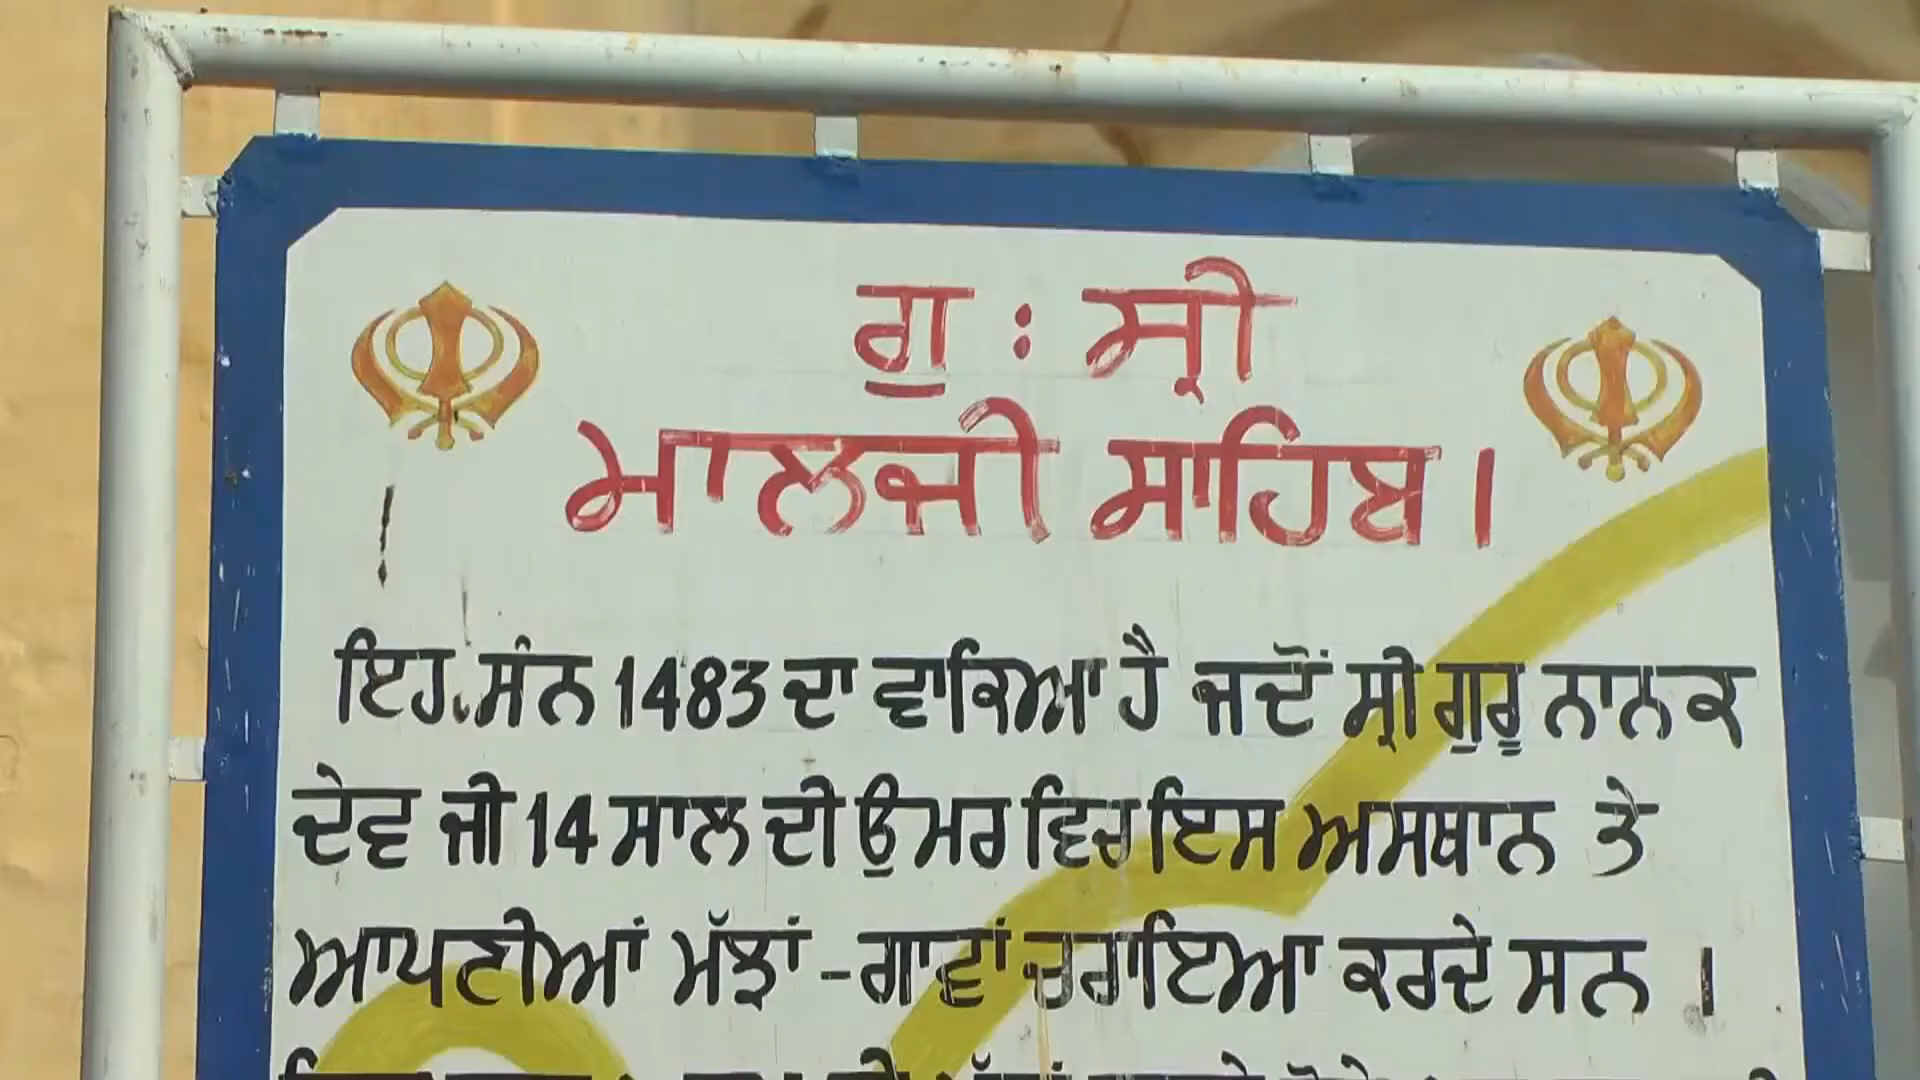 ਗੁ : ਸ੍ਰੀ
ਮਾਲਜੀ ਸਾਹਿਬ ।
ਇਹ ਸੰਨ 1483 ਦਾ ਵਾਕਿਆ ਹੈ ਜਦੋਂ ਸ੍ਰੀ ਗੁਰੂ ਨਾਨਕ
ਦੇਵ ਜੀ 14 ਸਾਲ ਦੀ ਉਮਰ ਵਿਚ ਇਸ ਅਸਥਾਨ ਤੇ
ਆਪਣੀਆਂ ਮੱਝਾਂ -ਗਾਵਾਂ ਚਰਾਇਆ ਕਰਦੇ ਸਨ ।